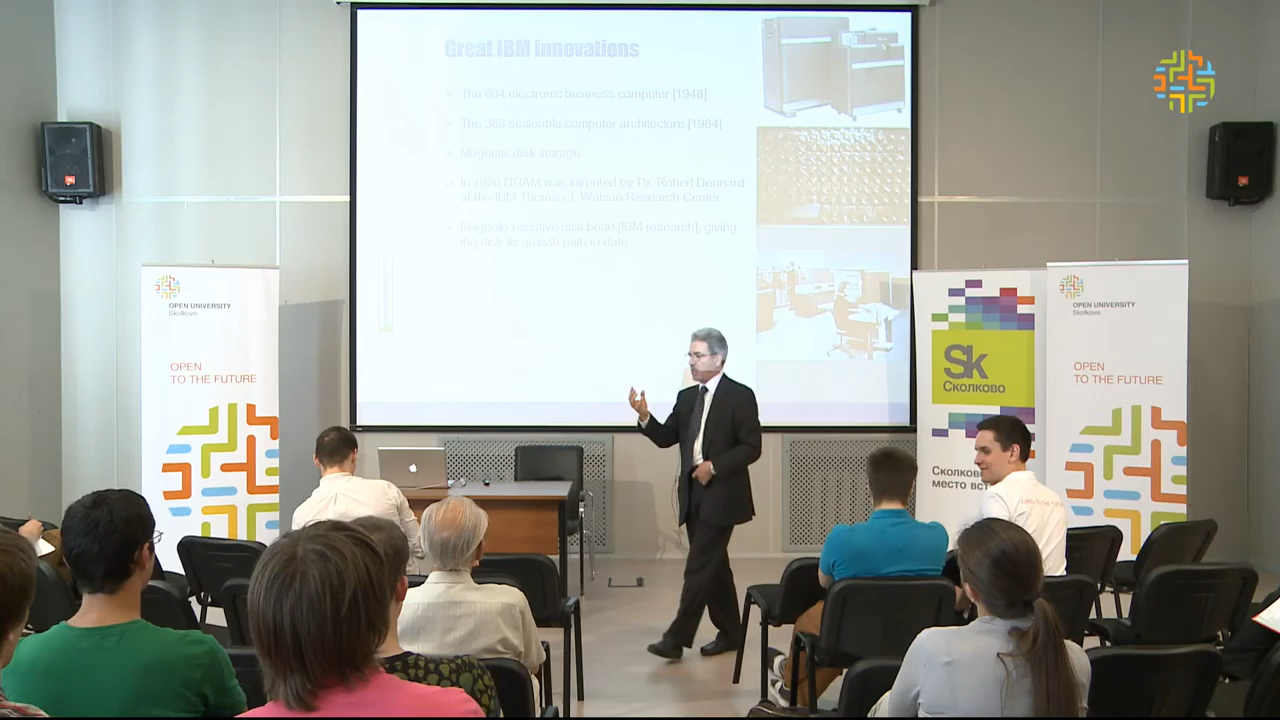 Great IBM innovations
> The 604 electronic business computer [1948]
> The 360 scaleable computer architecture [1964]
> Magnetic disk storage
> In 1966 DRAM was invented by Dr. Robert Dennard
at the IBM Thomas J. Watson Research Center
> Magneto-resistive disk head [IBM research], giving
the disk its growth path to date
OPEN UNIVERSITY
Skolkovo
OPEN
TO THE FUTURE
Sk
Сколково
Сколково
место
OPEN UNIVERSITY
Skolkovo
OPEN
TO THE FUTURE